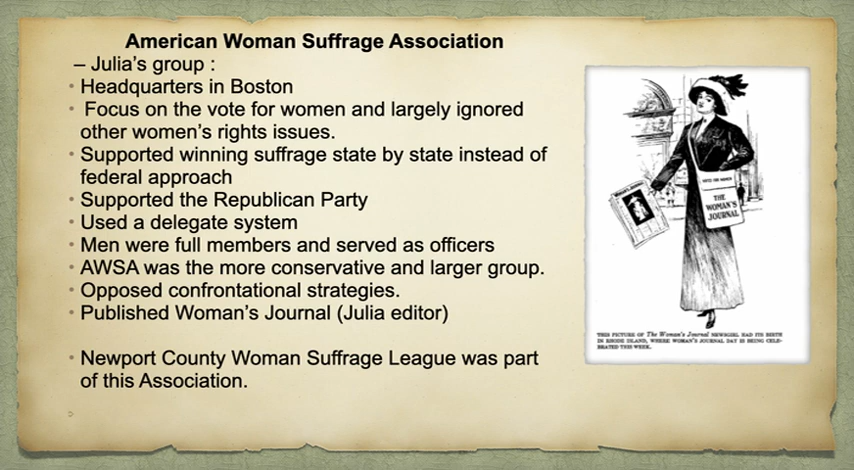 American Woman Suffrage Association
– Julia’s group :
• Headquarters in Boston
• Focus on the vote for women and largely ignored
other women’s rights issues.
• Supported winning suffrage state by state instead of
federal approach
• Supported the Republican Party
• Used a delegate system
• Men were full members and served as officers
• AWSA was the more conservative and larger group.
• Opposed confrontational strategies.
• Published Woman’s Journal (Julia editor)
• Newport County Woman Suffrage League was part
of this Association.
VOTES FOR WOMEN
THE
WOMAN'S
JOURNAL
THIS PICTURE OF The Woman's Journal NEWSGIRL HAD ITS BIRTH
IN RHODE ISLAND, WHERE WOMAN'S JOURNAL DAY IS BEING CELE-
BRATED THIS WEEK.